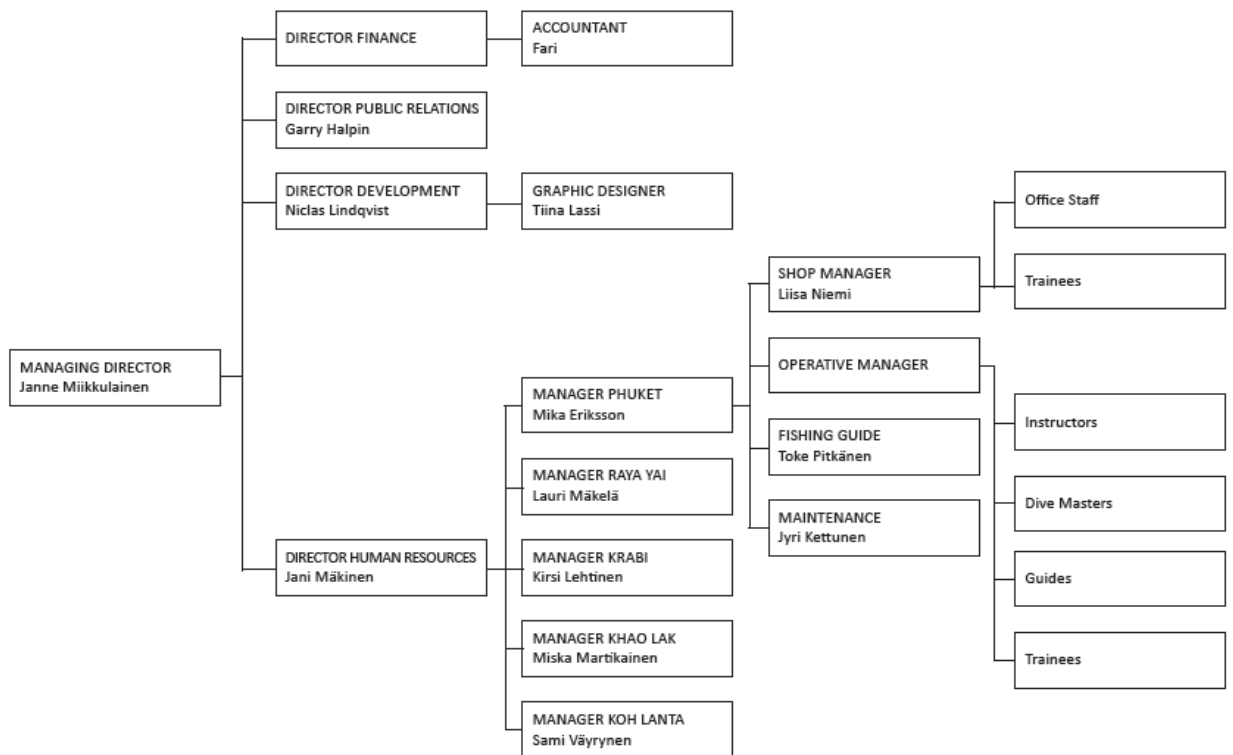 DIRECTOR FINANCE
ACCOUNTANT
Fari
DIRECTOR PUBLIC RELATIONS
Garry Halpin
DIRECTOR DEVELOPMENT
Niclas Lindqvist
GRAPHIC DESIGNER
Tiina Lassi
Office Staff
SHOP MANAGER
Liisa Niemi
Trainees
MANAGING DIRECTOR
Janne Miikkulainen
OPERATIVE MANAGER
MANAGER PHUKET
Mika Eriksson
Instructors
FISHING GUIDE
Toke Pitkänen
MANAGER RAYA YAI
Lauri Mäkelä
Dive Masters
MAINTENANCE
Jyri Kettunen
DIRECTOR HUMAN RESOURCES
Jani Mäkinen
MANAGER KRABI
Kirsi Lehtinen
Guides
MANAGER KHAO LAK
Miska Martikainen
Trainees
MANAGER KOH LANTA
Sami Väyrynen